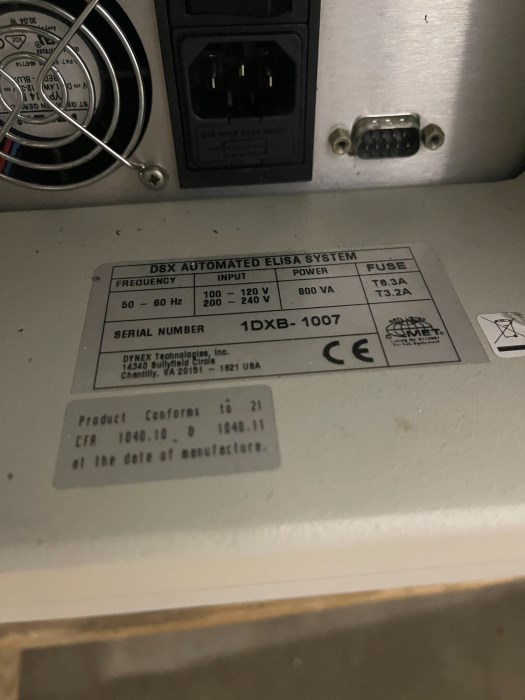 DSX AUTOMATED ELISA SYSTEM
FREQUENCY INPUT POWER FUSE
50 - 60 Hz 100 - 120 V 800 VA T6.3A
200 - 240 V T3.2A
SERIAL NUMBER 1DXB- 1007
MET
DYNEX Technologies, Inc.
14340 Sullyfield Circle
Chantilly, VA 20151 - 1621 USA
CE
Product Conforms to 21
CFR 1040.10 & 1040.11
at the date of manufacture.